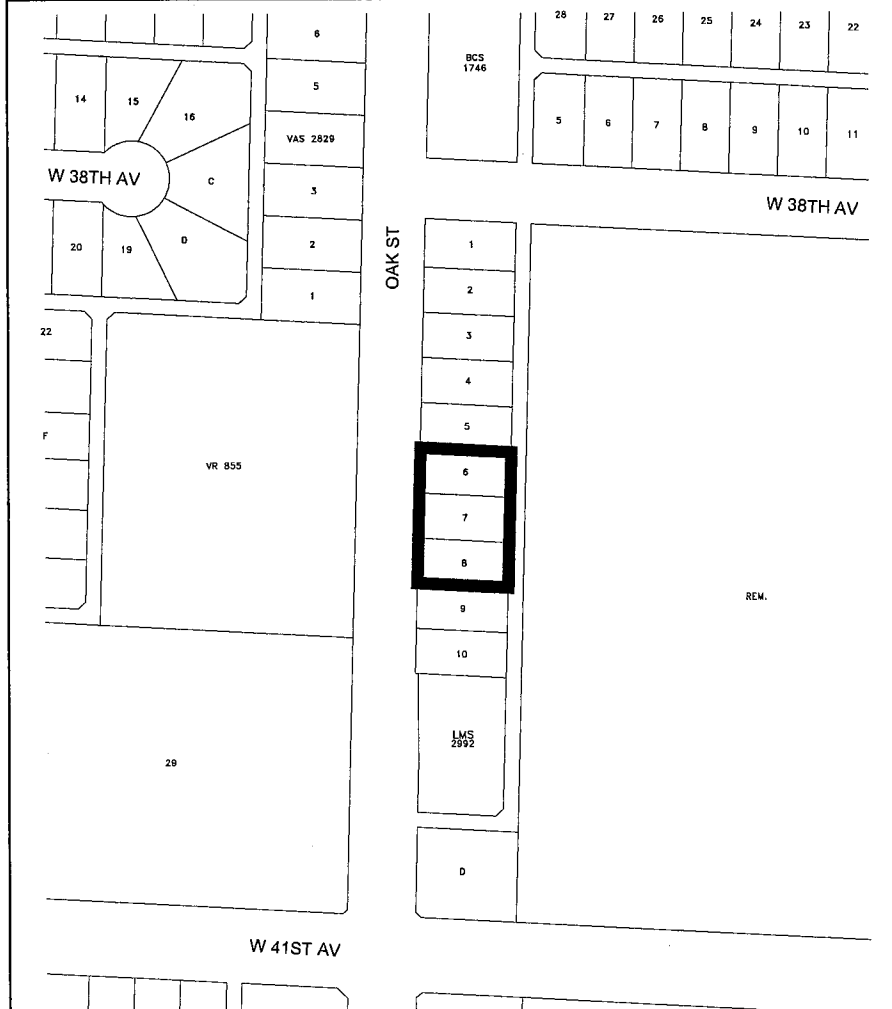 6
BCS
1746
28 27 26 25 24 23 22
14 15 16
5
VAS 2829
5 6 7 8 9 10 11
W 38TH AV
C
3
W 38TH AV
20 19 D
2
1
OAK ST
1
2
3
4
5
6
7
8
9
10
LMS
2992
D
22
F
VR 855
REM.
29
W 41ST AV